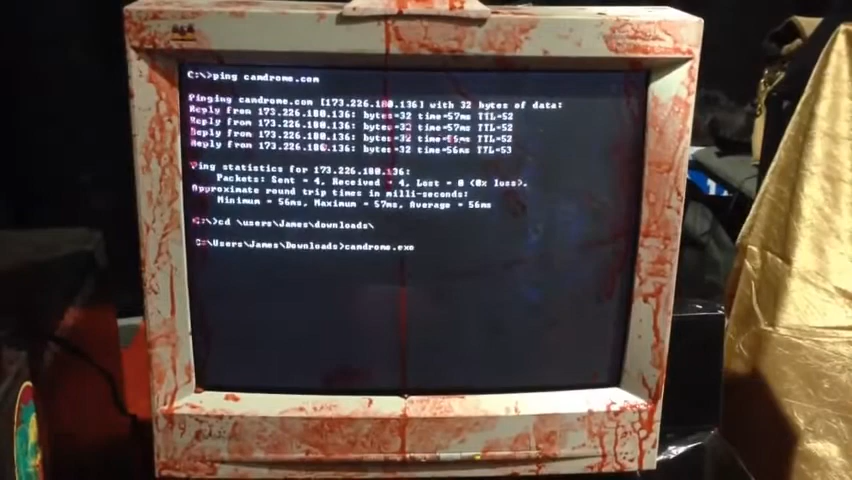 C:\>ping camdrome.com
Pinging camdrome.com [173.226.180.136] with 32 bytes of data:
Reply from 173.226.180.136: bytes=32 time=57ms TTL=52
Reply from 173.226.180.136: bytes=32 time=57ms TTL=52
Reply from 173.226.180.136: bytes=32 time=56ms TTL=52
Reply from 173.226.180.136: bytes=32 time=56ms TTL=53
Ping statistics for 173.226.180.136:
Packets: Sent = 4, Received = 4, Lost = 0 (0% loss).
Approximate round trip times in milli-seconds:
Minimum = 56ms, Maximum = 57ms, Average = 56ms
C:\>cd \users\James\downloads\
C:\Users\James\Downloads>camdrome.exe